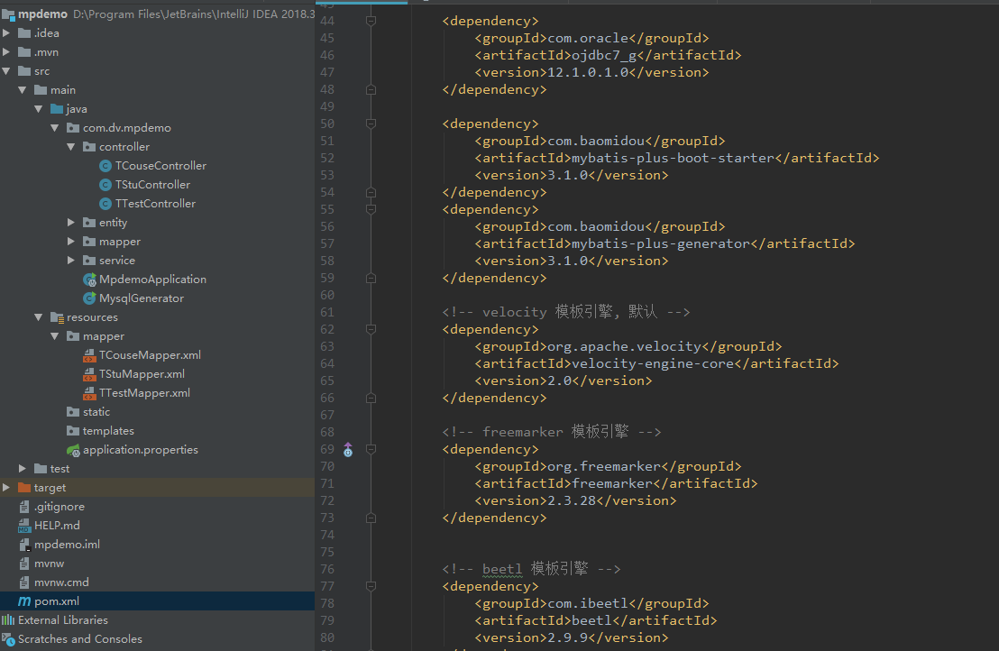 mpdemo D:\Program Files\JetBrains\IntelliJ IDEA 2018.3
.idea
.mvn
src
main
java
com.dv.mpdemo
controller
TCouseController
TStuController
TTestController
entity
mapper
service
MpdemoApplication
MysqlGenerator
resources
mapper
TCouseMapper.xml
TStuMapper.xml
TTestMapper.xml
static
templates
application.properties
test
target
.gitignore
HELP.md
mpdemo.iml
mvnw
mvnw.cmd
pom.xml
External Libraries
Scratches and Consoles
44 <dependency>
45 <groupId>com.oracle</groupId>
46 <artifactId>ojdbc7_g</artifactId>
47 <version>12.1.0.1.0</version>
48 </dependency>
49
50 <dependency>
51 <groupId>com.baomidou</groupId>
52 <artifactId>mybatis-plus-boot-starter</artifactId>
53 <version>3.1.0</version>
54 </dependency>
55 <dependency>
56 <groupId>com.baomidou</groupId>
57 <artifactId>mybatis-plus-generator</artifactId>
58 <version>3.1.0</version>
59 </dependency>
60
61 <!-- velocity 模板引擎, 默认 -->
62 <dependency>
63 <groupId>org.apache.velocity</groupId>
64 <artifactId>velocity-engine-core</artifactId>
65 <version>2.0</version>
66 </dependency>
67
68 <!-- freemarker 模板引擎 -->
69 <dependency>
70 <groupId>org.freemarker</groupId>
71 <artifactId>freemarker</artifactId>
72 <version>2.3.28</version>
73 </dependency>
74
75
76 <!-- beetl 模板引擎 -->
77 <dependency>
78 <groupId>com.ibeetl</groupId>
79 <artifactId>beetl</artifactId>
80 <version>2.9.9</version>